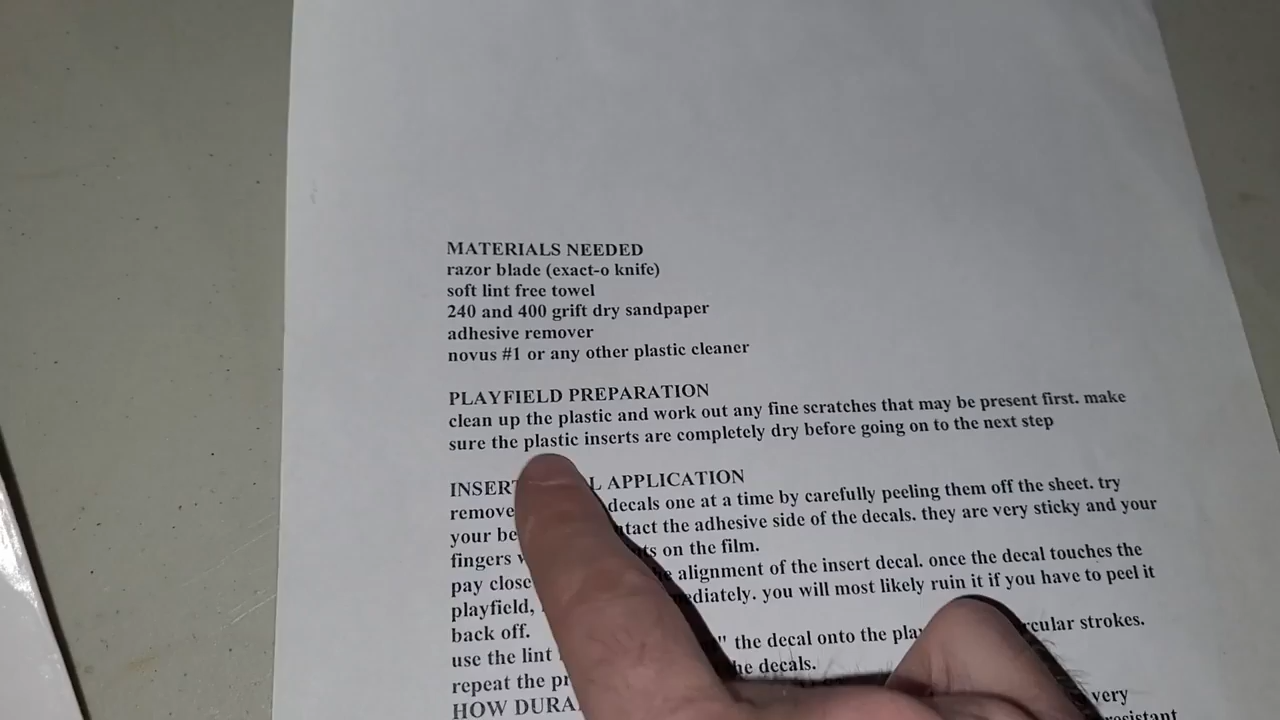 MATERIALS NEEDED
razor blade (exact-o knife)
soft lint free towel
240 and 400 grift dry sandpaper
adhesive remover
novus #1 or any other plastic cleaner
PLAYFIELD PREPARATION
clean up the plastic and work out any fine scratches that may be present first. make
sure the plastic inserts are completely dry before going on to the next step
INSERT APPLICATION
remove decals one at a time by carefully peeling them off the sheet. try
your the adhesive side of the decals. they are very sticky and your
fingers on the film.
pay close alignment of the insert decal. once the decal touches the
playfield, you will most likely ruin it if you have to peel it
back off.
use the lint the decal onto the strokes.
repeat the decals.
HOW very